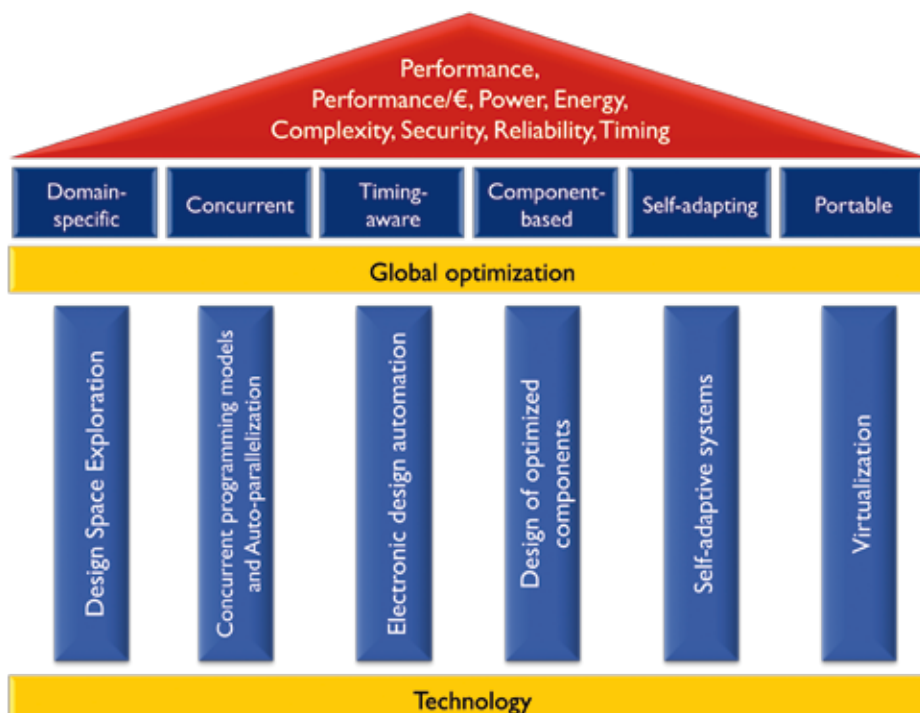 Performance,
Performance/€, Power, Energy,
Complexity, Security, Reliability, Timing
Domain-
specific
Concurrent
Timing-
aware
Component-
based
Self-adapting
Portable
Global optimization
Design Space Exploration
Concurrent programming models
and Auto-parallelization
Electronic design automation
Design of optimized
components
Self-adaptive systems
Virtualization
Technology